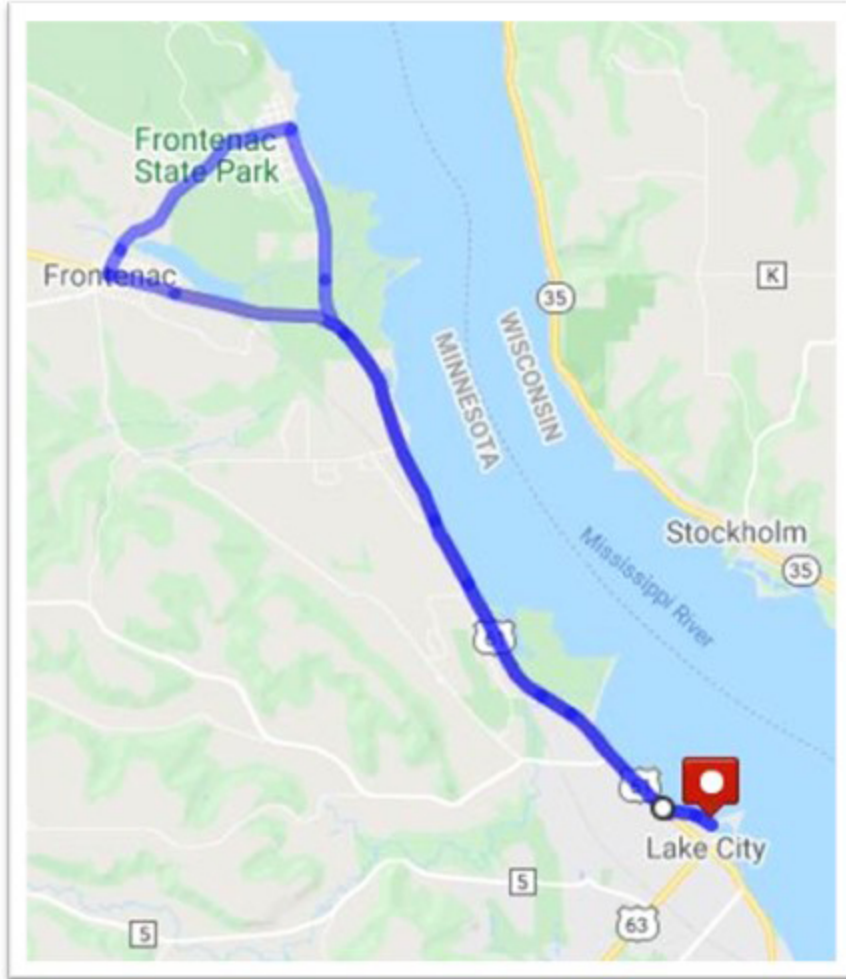 Frontenac
State Park
Frontenac
K
35
MINNESOTA
WISCONSIN
Stockholm
35
Mississippi River
Lake City
5
63
5